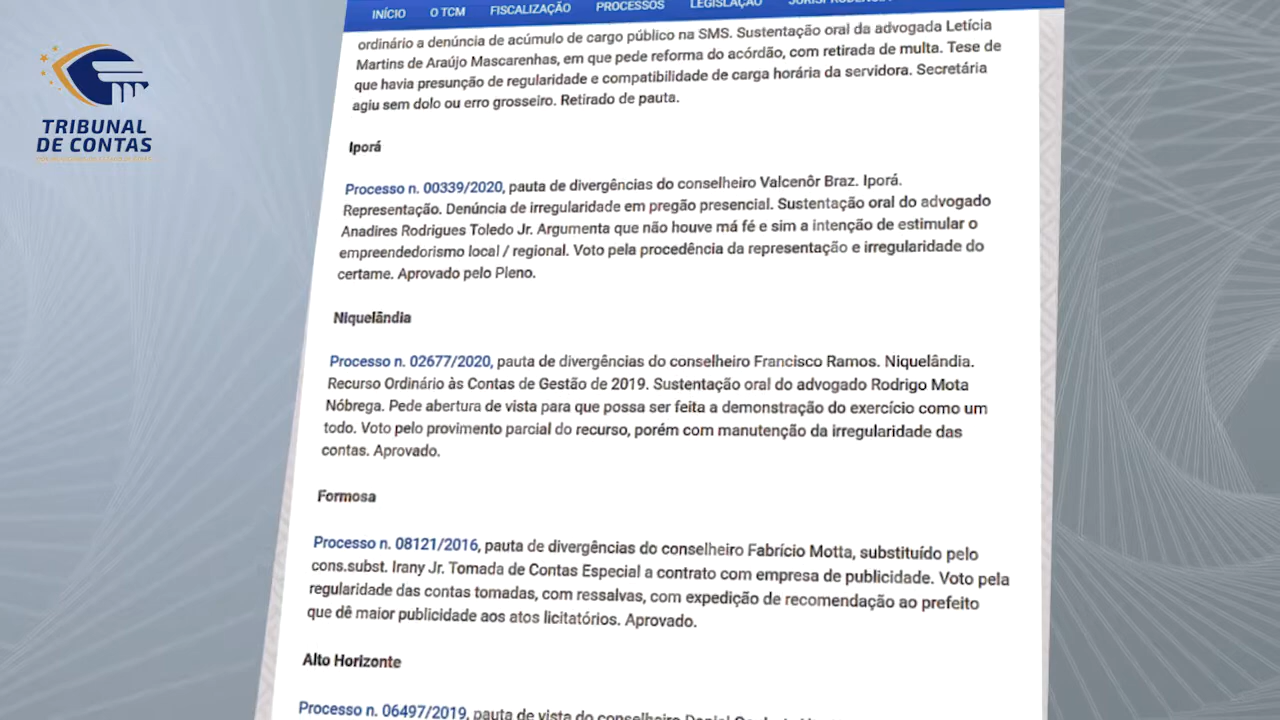 INÍCIO O TCM FISCALIZAÇÃO PROCESSOS LEGISLAÇÃO JURISPRUDÊNCIA
ordinário a denúncia de acúmulo de cargo público na SMS. Sustentação oral da advogada Letícia
Martins de Araújo Mascarenhas, em que pede reforma do acórdão, com retirada de multa. Tese de
que havia presunção de regularidade e compatibilidade de carga horária da servidora. Secretária
agiu sem dolo ou erro grosseiro. Retirado de pauta.
TRIBUNAL
DE CONTAS
Iporá
Processo n. 00339/2020, pauta de divergências do conselheiro Valcenôr Braz. Iporá.
Representação. Denúncia de irregularidade em pregão presencial. Sustentação oral do advogado
Anadires Rodrigues Toledo Jr. Argumenta que não houve má fé e sim a intenção de estimular o
empreendedorismo local / regional. Voto pela procedência da representação e irregularidade do
certame. Aprovado pelo Pleno.
Niquelândia
Processo n. 02677/2020, pauta de divergências do conselheiro Francisco Ramos. Niquelândia.
Recurso Ordinário às Contas de Gestão de 2019. Sustentação oral do advogado Rodrigo Mota
Nóbrega. Pede abertura de vista para que possa ser feita a demonstração do exercício como um
todo. Voto pelo provimento parcial do recurso, porém com manutenção da irregularidade das
contas. Aprovado.
Formosa
Processo n. 08121/2016, pauta de divergências do conselheiro Fabrício Motta, substituído pelo
cons.subst. Irany Jr. Tomada de Contas Especial a contrato com empresa de publicidade. Voto pela
regularidade das contas tomadas, com ressalvas, com expedição de recomendação ao prefeito
que dê maior publicidade aos atos licitatórios. Aprovado.
Alto Horizonte
Processo n. 06497/2019, pauta de vista do conselheiro Daniel